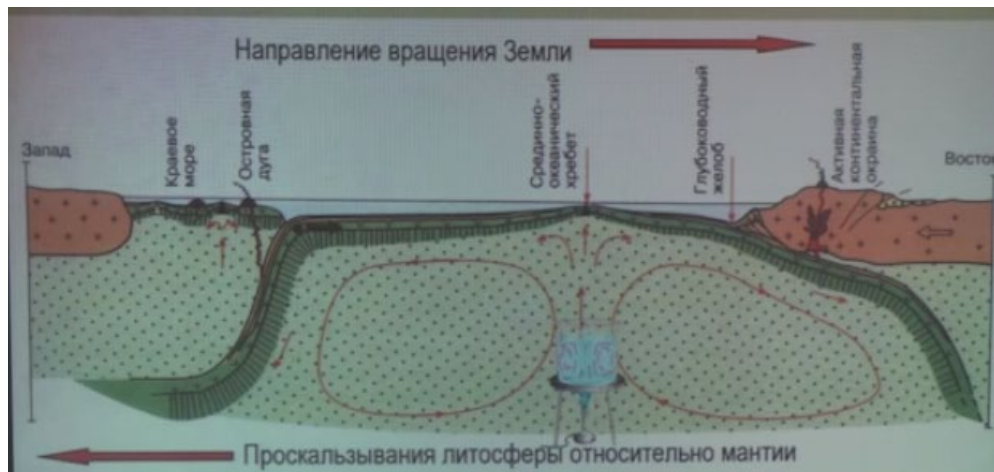 Направление вращения Земли
Запад
Краевое
море
Островная
дуга
Срединно-
океанический
хребет
Глубоководный
желоб
Активная
континентальная
окраина
Восток
Проскальзывания литосферы относительно мантии